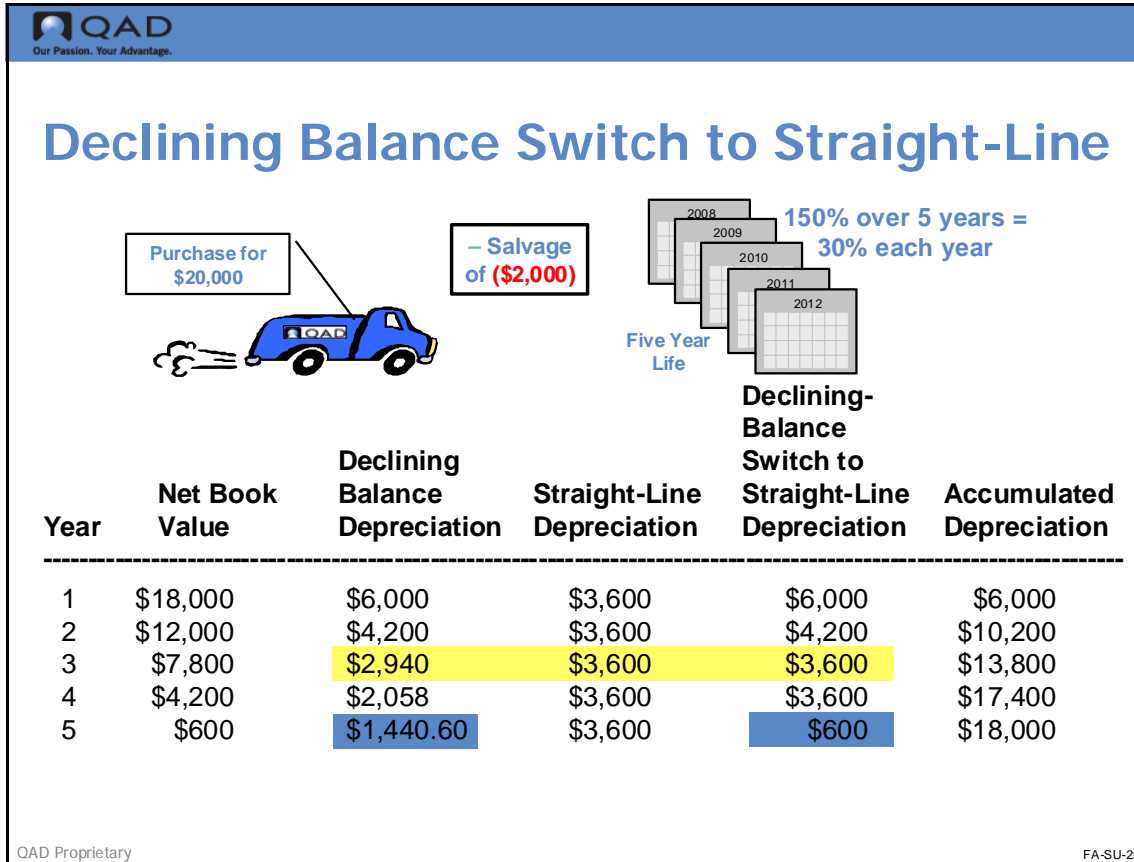 QAD
Our Passion. Your Advantage.
Declining Balance Switch to Straight-Line
Purchase for
$20,000
– Salvage
of ($2,000)
2008
2009
2010
2011
2012
150% over 5 years =
30% each year
QAD
Five Year
Life
Year
Net Book
Value
Declining
Balance
Depreciation
Straight-Line
Depreciation
Declining-
Balance
Switch to
Straight-Line
Depreciation
Accumulated
Depreciation
1 $18,000 $6,000 $3,600 $6,000 $6,000
2 $12,000 $4,200 $3,600 $4,200 $10,200
3 $7,800 $2,940 $3,600 $3,600 $13,800
4 $4,200 $2,058 $3,600 $3,600 $17,400
5 $600 $1,440.60 $3,600 $600 $18,000
QAD Proprietary